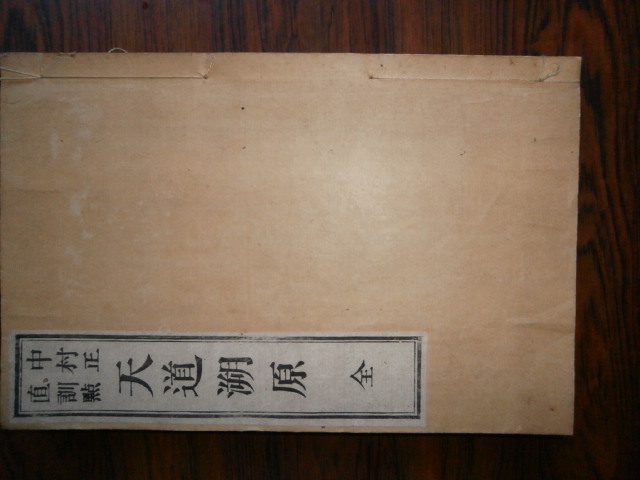 中村正
直、訓點
天道溯原 全